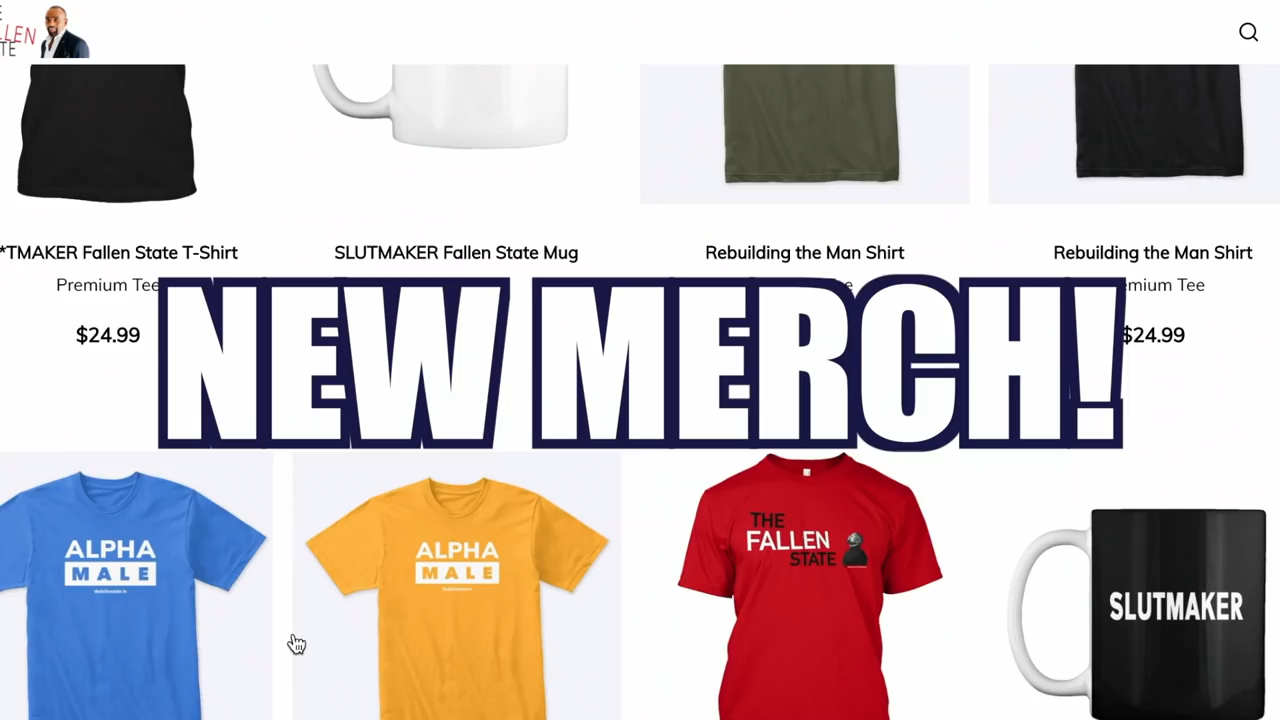 E
LLEN
TE
*TMAKER Fallen State T-Shirt
SLUTMAKER Fallen State Mug
Rebuilding the Man Shirt
Rebuilding the Man Shirt
Premium Tee
emium Tee
$24.99
$24.99
NEW MERCH!
ALPHA
MALE
ALPHA
MALE
THE
FALLEN
STATE
SLUTMAKER